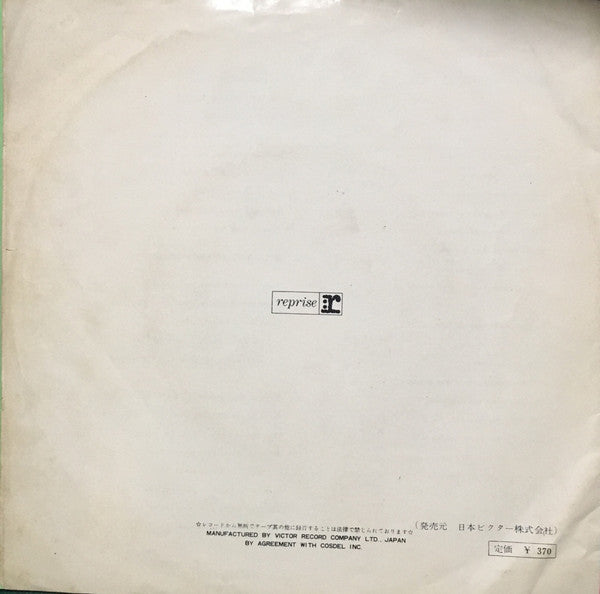 reprise r:
☆レコードから無断でテープ其の他に録音することは法律で禁じられております☆
(発売元 日本ビクター株式会社)
MANUFACTURED BY VICTOR RECORD COMPANY LTD., JAPAN
BY AGREEMENT WITH COSDEL INC.
定価 ¥ 370